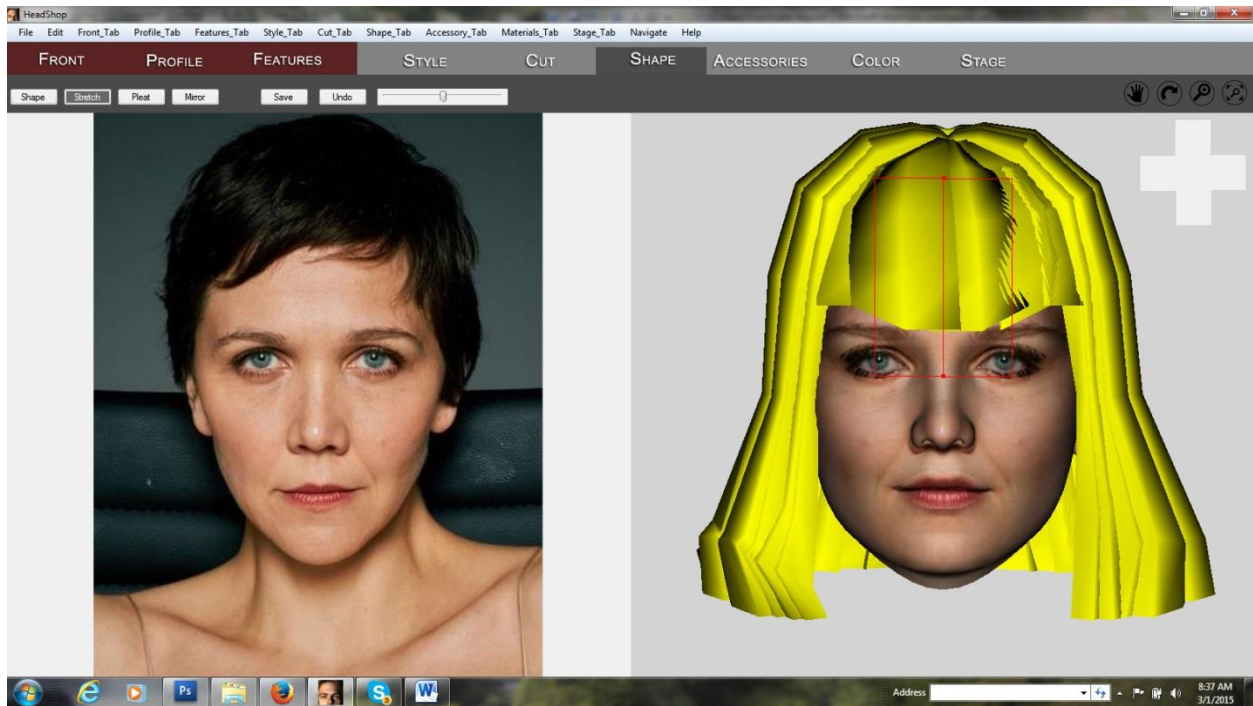 HeadShop
File Edit Front_Tab Profile_Tab Features_Tab Style_Tab Cut_Tab Shape_Tab Accessory_Tab Materials_Tab Stage_Tab Navigate Help
FRONT PROFILE FEATURES STYLE CUT SHAPE ACCESSORIES COLOR STAGE
Shape Stretch Pleat Mirror Save Undo
Ps S W Address 8:37 AM
3/1/2015